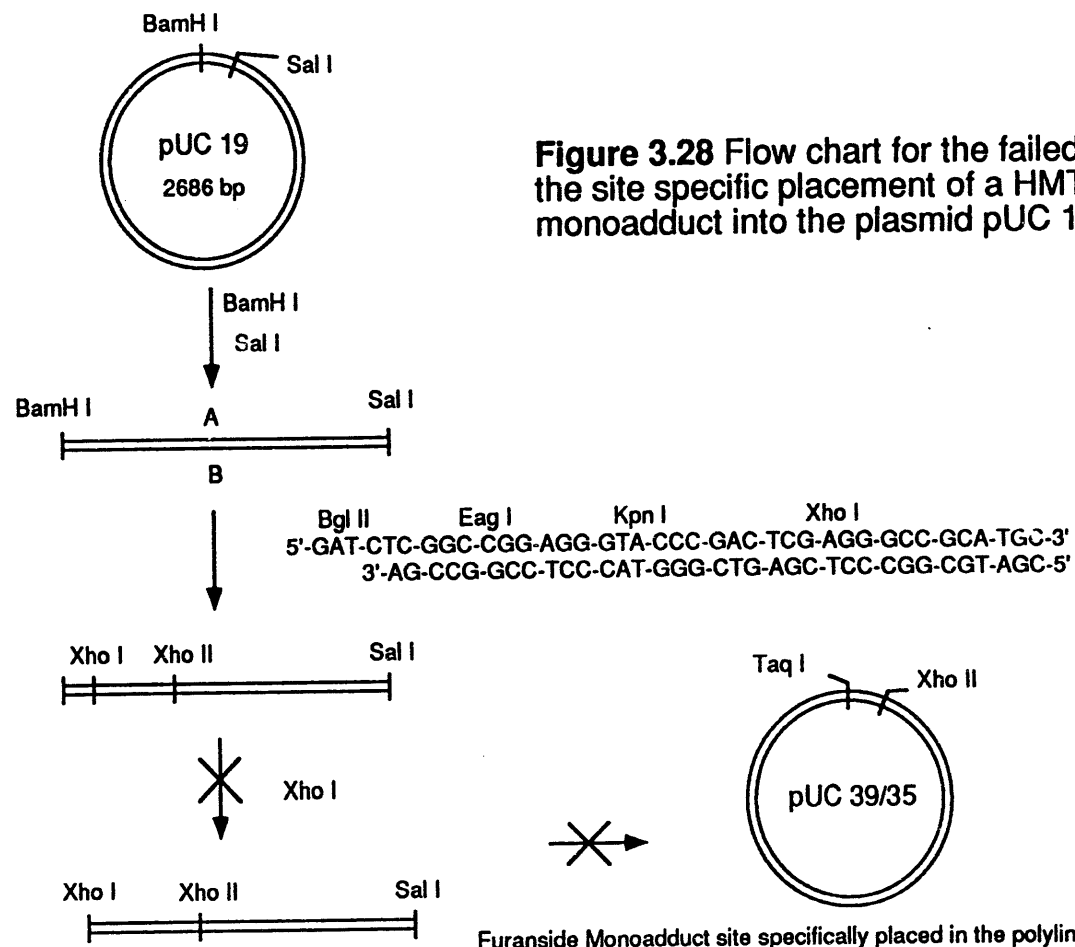 BamH I
Sal I
pUC 19
2686 bp
Figure 3.28 Flow chart for the failed
the site specific placement of a HMT
monoadduct into the plasmid pUC 1
BamH I
Sal I
BamH I
A
Sal I
B
Bgl II Eag I Kpn I Xho I
5'-GAT-CTC-GGC-CGG-AGG-GTA-CCC-GAC-TCG-AGG-GCC-GCA-TGC-3'
3'-AG-CCG-GCC-TCC-CAT-GGG-CTG-AGC-TCC-CGG-CGT-AGC-5'
Xho I Xho II Sal I
Taq I
Xho II
Xho I
pUC 39/35
Xho I Xho II Sal I
Furanside Monoadduct site specifically placed in the polylin